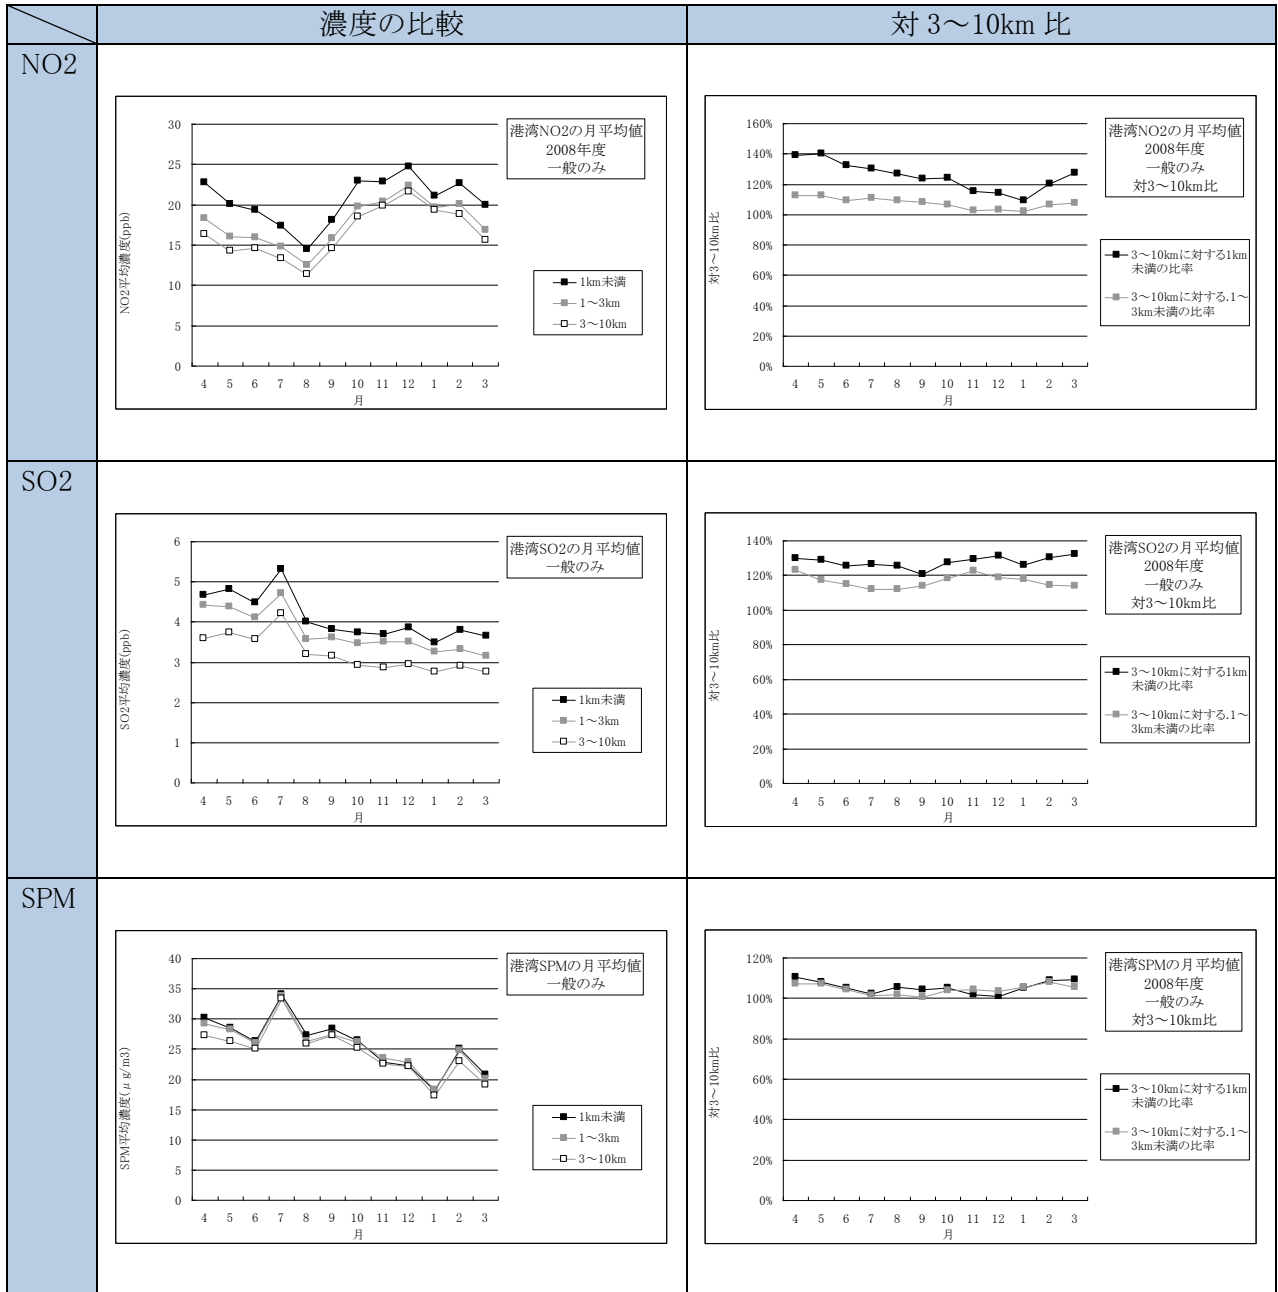 濃度の比較
対 3～10km 比
NO2
港湾NO2の月平均値
2008年度
一般のみ
NO2平均濃度(ppb)
30
25
20
15
10
5
0
1km未満
1～3km
3～10km
4 5 6 7 8 9 10 11 12 1 2 3
月
港湾NO2の月平均値
2008年度
一般のみ
対3～10km比
対3～10km比
160%
140%
120%
100%
80%
60%
40%
20%
0%
3～10kmに対する1km
未満の比率
3～10kmに対する.1～
3km未満の比率
4 5 6 7 8 9 10 11 12 1 2 3
月
SO2
港湾SO2の月平均値
一般のみ
SO2平均濃度(ppb)
6
5
4
3
2
1
0
1km未満
1～3km
3～10km
4 5 6 7 8 9 10 11 12 1 2 3
月
港湾SO2の月平均値
2008年度
一般のみ
対3～10km比
対3～10km比
140%
120%
100%
80%
60%
40%
20%
0%
3～10kmに対する1km
未満の比率
3～10kmに対する.1～
3km未満の比率
4 5 6 7 8 9 10 11 12 1 2 3
月
SPM
港湾SPMの月平均値
一般のみ
SPM平均濃度(μg/m3)
40
35
30
25
20
15
10
5
0
1km未満
1～3km
3～10km
4 5 6 7 8 9 10 11 12 1 2 3
月
港湾SPMの月平均値
2008年度
一般のみ
対3～10km比
対3～10km比
120%
100%
80%
60%
40%
20%
0%
3～10kmに対する1km
未満の比率
3～10kmに対する.1～
3km未満の比率
4 5 6 7 8 9 10 11 12 1 2 3
月